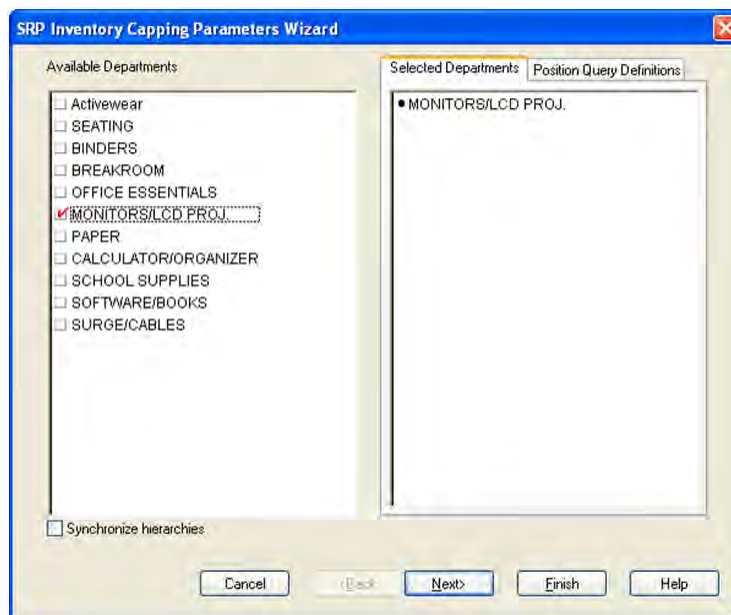 SRP Inventory Capping Parameters Wizard
Available Departments
Activewear
SEATING
BINDERS
BREAKROOM
OFFICE ESSENTIALS
MONITORS/LCD PROJ.
PAPER
CALCULATOR/ORGANIZER
SCHOOL SUPPLIES
SOFTWARE/BOOKS
SURGE/CABLES
Synchronize hierarchies
Selected Departments Position Query Definitions
MONITORS/LCD PROJ.
Cancel <Back Next> Finish Help